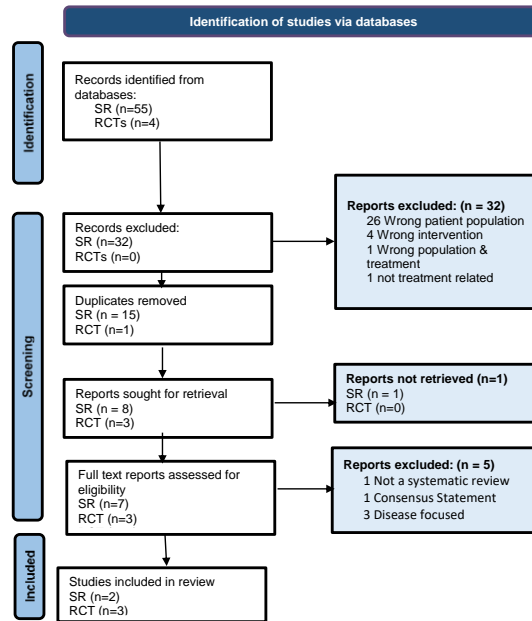 Identification of studies via databases
Identification
Records identified from
databases:
SR (n=55)
RCTs (n=4)
Screening
Records excluded:
SR (n=32)
RCTs (n=0)
Reports excluded: (n = 32)
26 Wrong patient population
4 Wrong intervention
1 Wrong population &
treatment
1 not treatment related
Duplicates removed
SR (n = 15)
RCT (n=1)
Reports sought for retrieval
SR (n = 8)
RCT (n=3)
Reports not retrieved (n=1)
SR (n = 1)
RCT (n=0)
Full text reports assessed for
eligibility
SR (n=7)
RCT (n=3)
Reports excluded: (n = 5)
1 Not a systematic review
1 Consensus Statement
3 Disease focused
Included
Studies included in review
SR (n=2)
RCT (n=3)